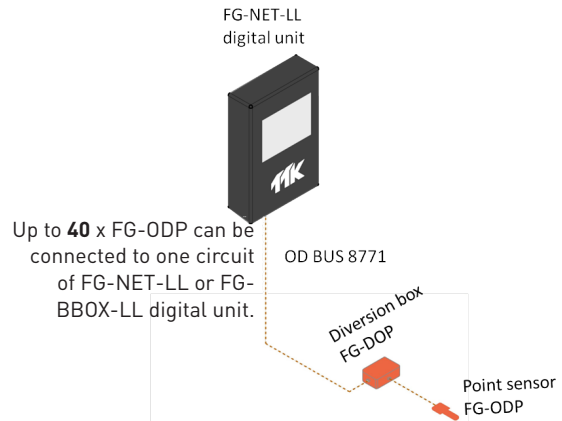 FG-NET-LL
digital unit
TTK
Up to 40 x FG-ODP can be
connected to one circuit
of FG-NET-LL or FG-
BBOX-LL digital unit.
OD BUS 8771
Diversion box
FG-DOP
Point sensor
FG-ODP